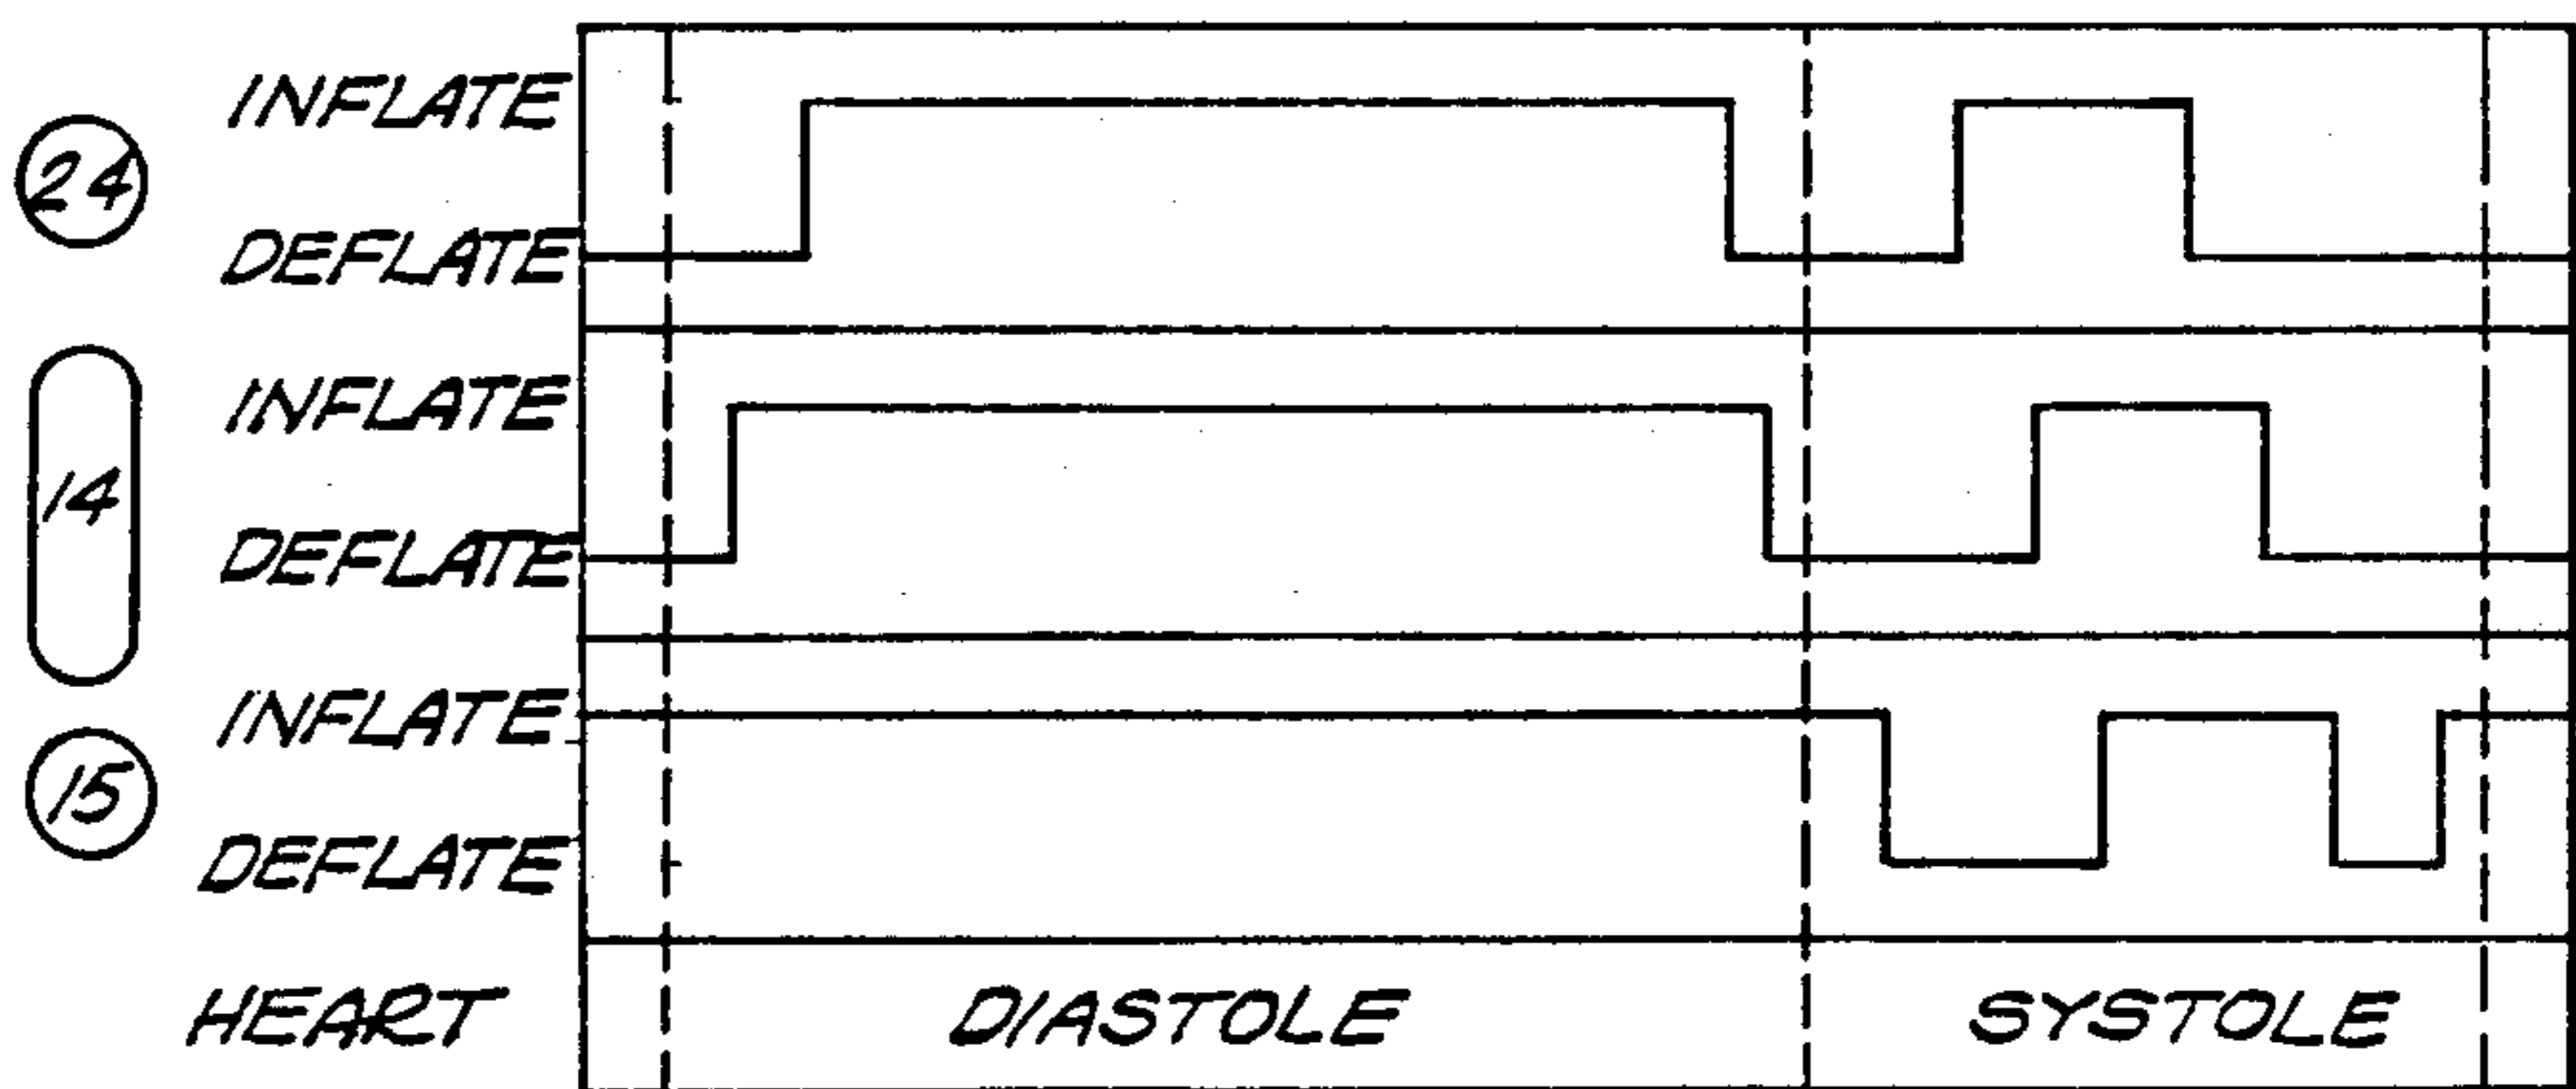 INFLATE
24
DEFLATE
INFLATE
14
DEFLATE
INFLATE
15
DEFLATE
HEART DIASTOLE SYSTOLE